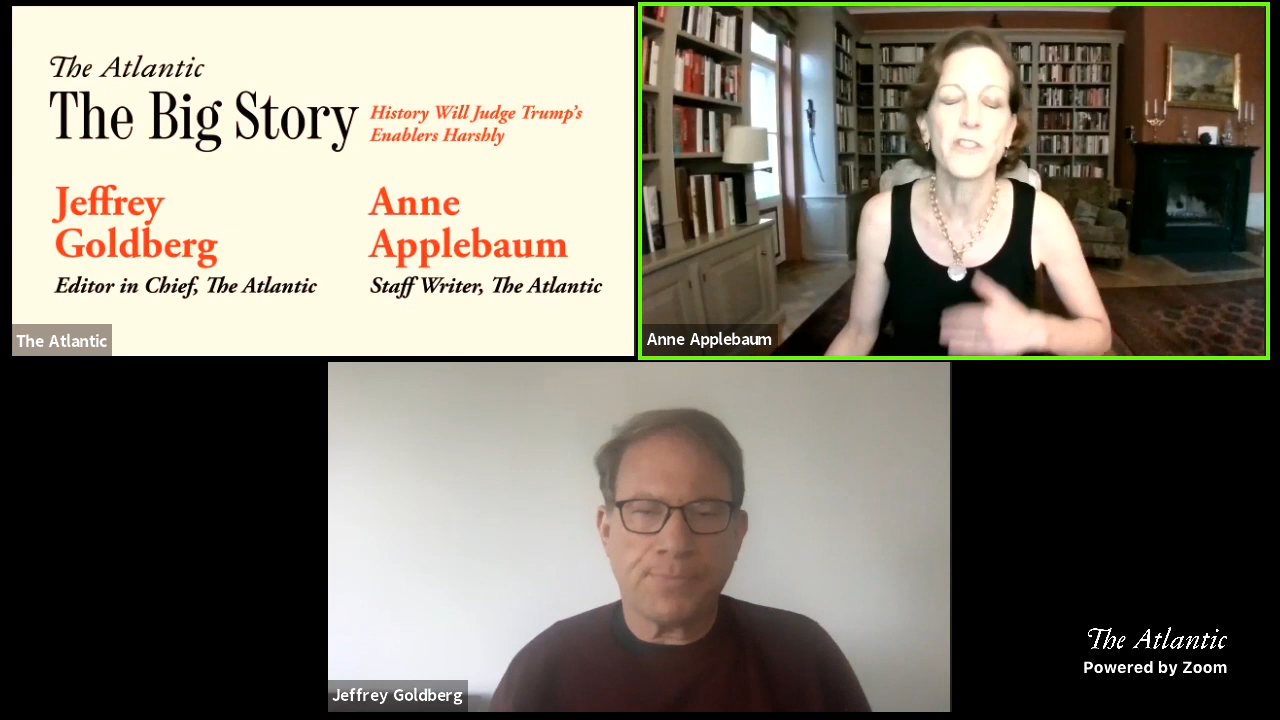 The Atlantic
The Big Story
History Will Judge Trump's
Enablers Harshly
Jeffrey
Goldberg
Editor in Chief, The Atlantic
Anne
Applebaum
Staff Writer, The Atlantic
The Atlantic
Anne Applebaum
Jeffrey Goldberg
The Atlantic
Powered by Zoom